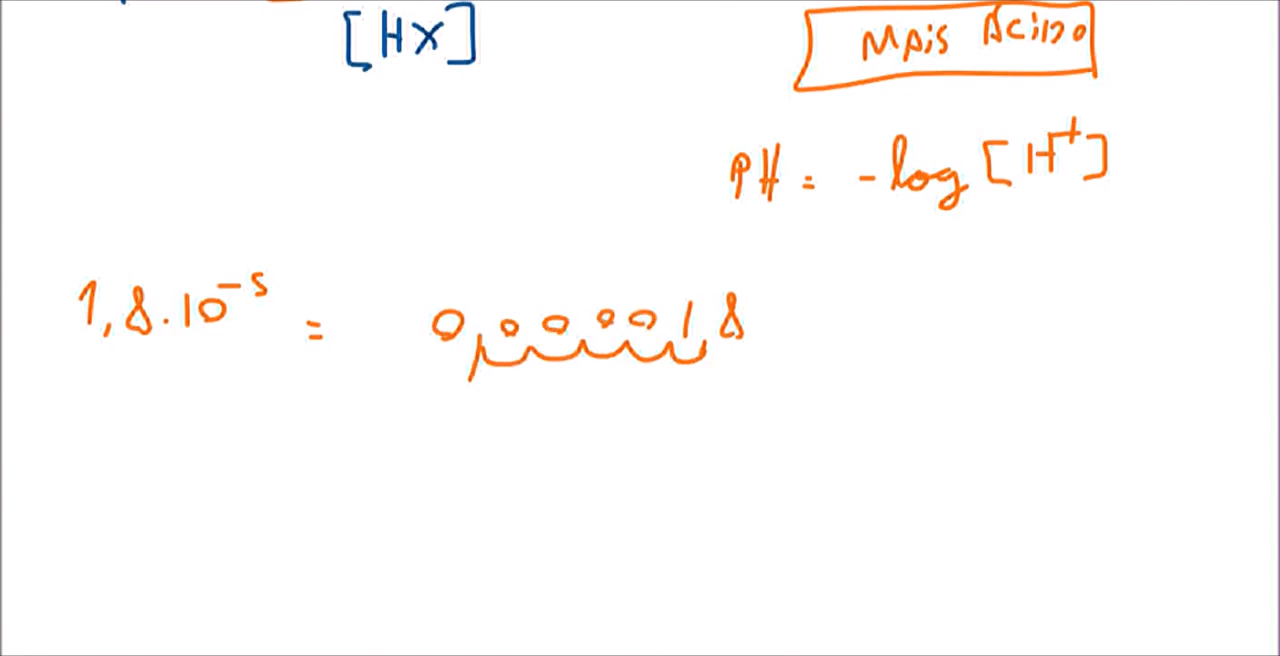 [HX]
Mais Ácido
pH = -log [H⁺]
1,8.10⁻⁵ = 0,000018